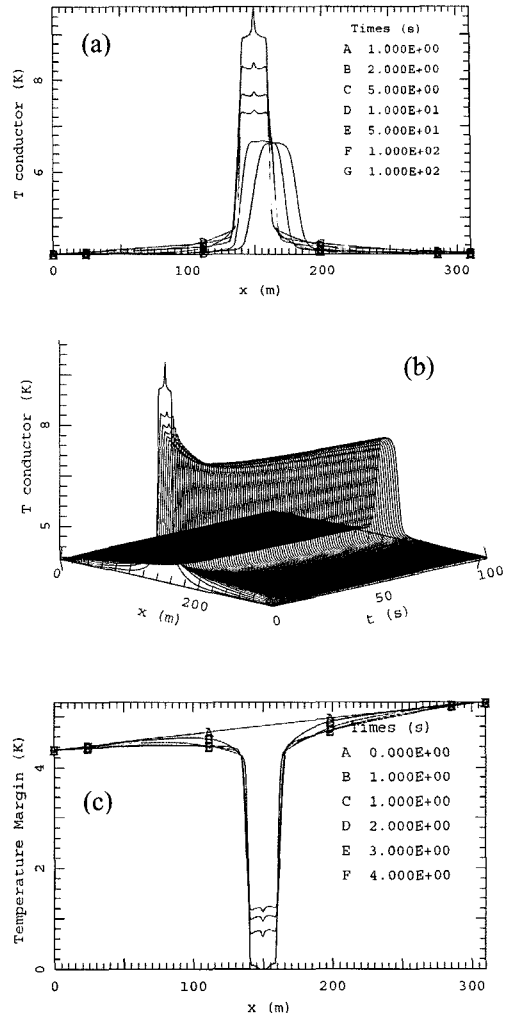 (a)
Times (s)
A 1.000E+00
B 2.000E+00
C 5.000E+00
D 1.000E+01
E 5.000E+01
F 1.000E+02
G 1.000E+02
T conductor (K)
8
6
0 100 200 300
x (m)
(b)
T conductor (K)
8
5
0
x (m)
200
0
50
100
t (s)
(c)
Times (s)
A 0.000E+00
B 1.000E+00
C 1.000E+00
D 2.000E+00
E 3.000E+00
F 4.000E+00
Temperature Margin (K)
4
2
0
0 100 200 300
x (m)